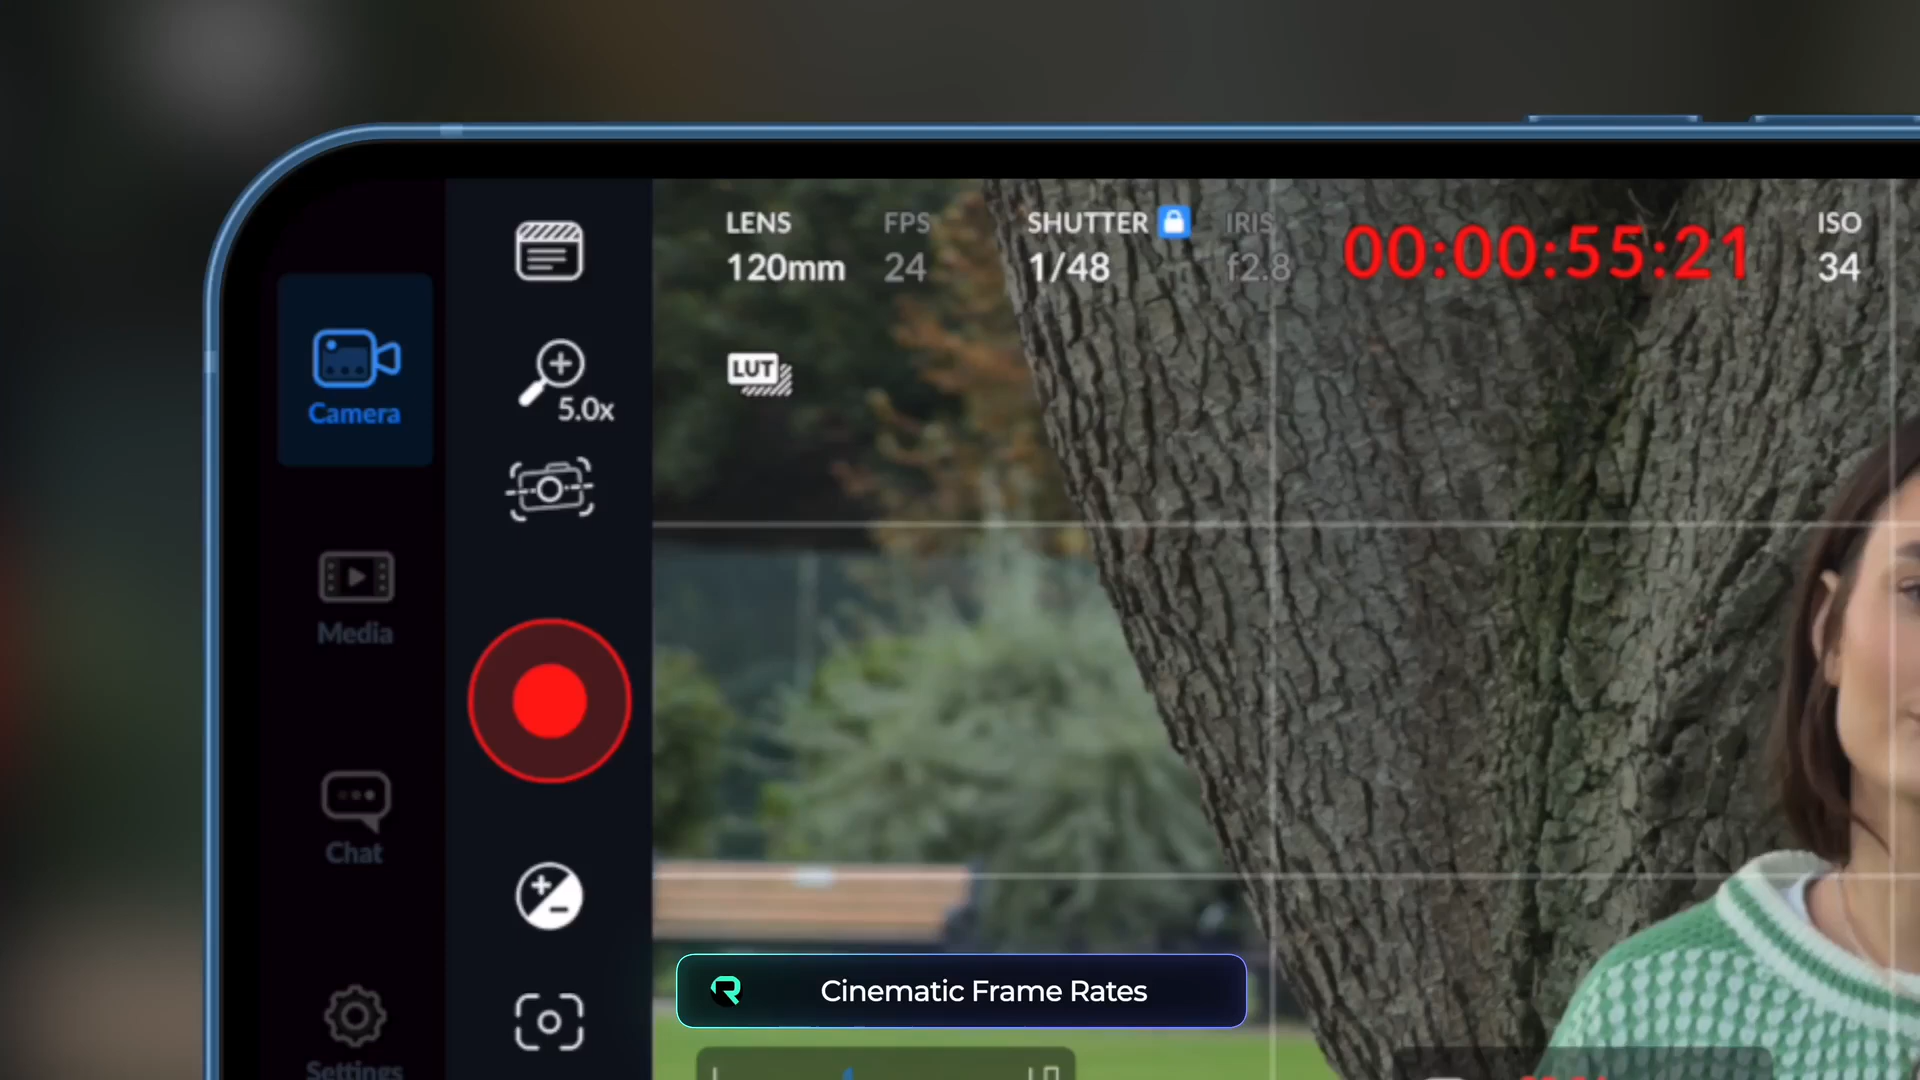 LENS FPS SHUTTER IRIS 00:00:55:21 ISO
120mm 24 1/48 f2.8 34
LUT
5.0x
Camera
Media
Chat
Settings
Cinematic Frame Rates